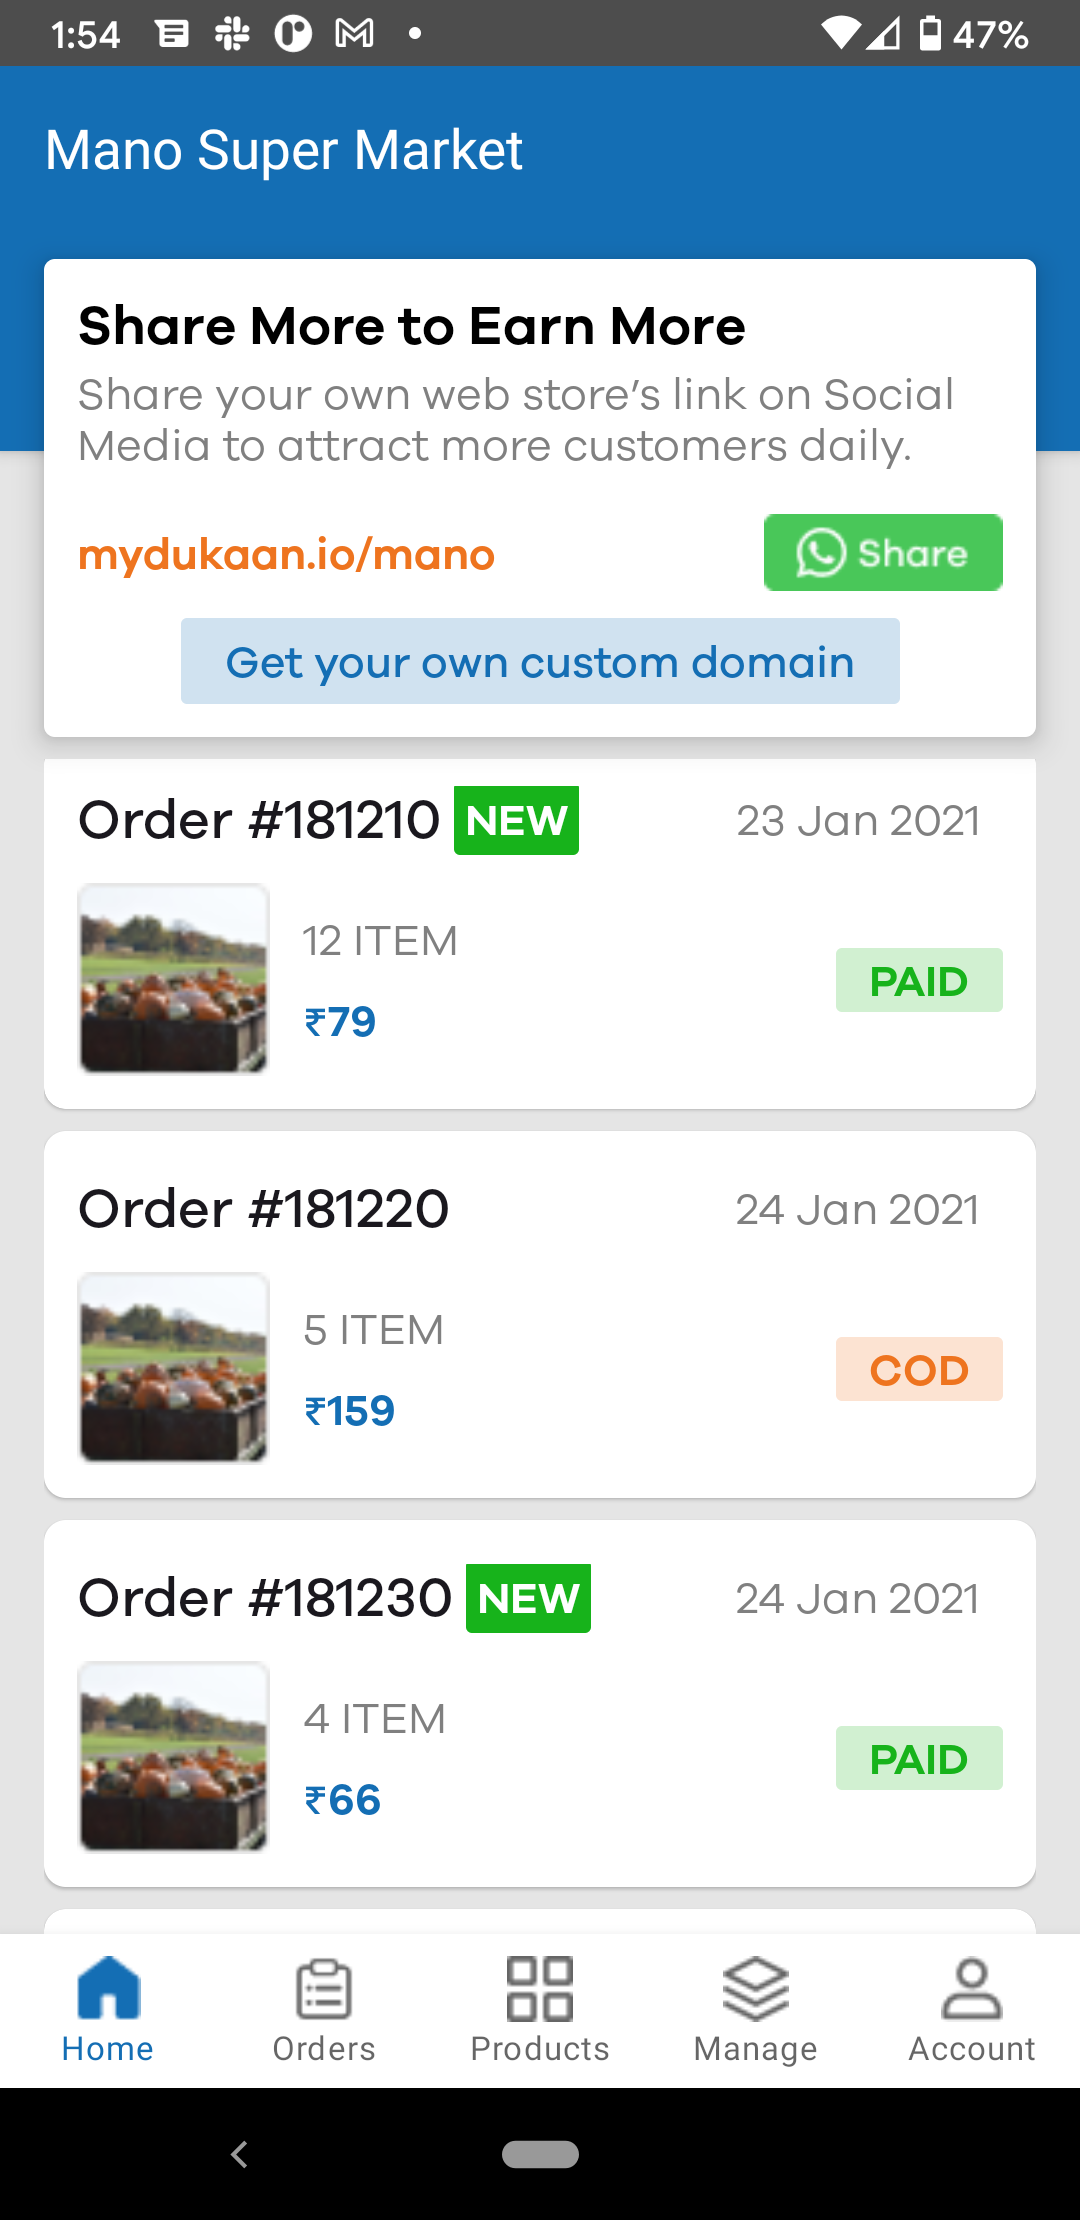 1:54
47%
Mano Super Market
Share More to Earn More
Share your own web store's link on Social
Media to attract more customers daily.
mydukaan.io/mano
Share
Get your own custom domain
Order #181210 NEW 23 Jan 2021
12 ITEM
PAID
₹79
Order #181220 24 Jan 2021
5 ITEM
COD
₹159
Order #181230 NEW 24 Jan 2021
4 ITEM
PAID
₹66
Home Orders Products Manage Account